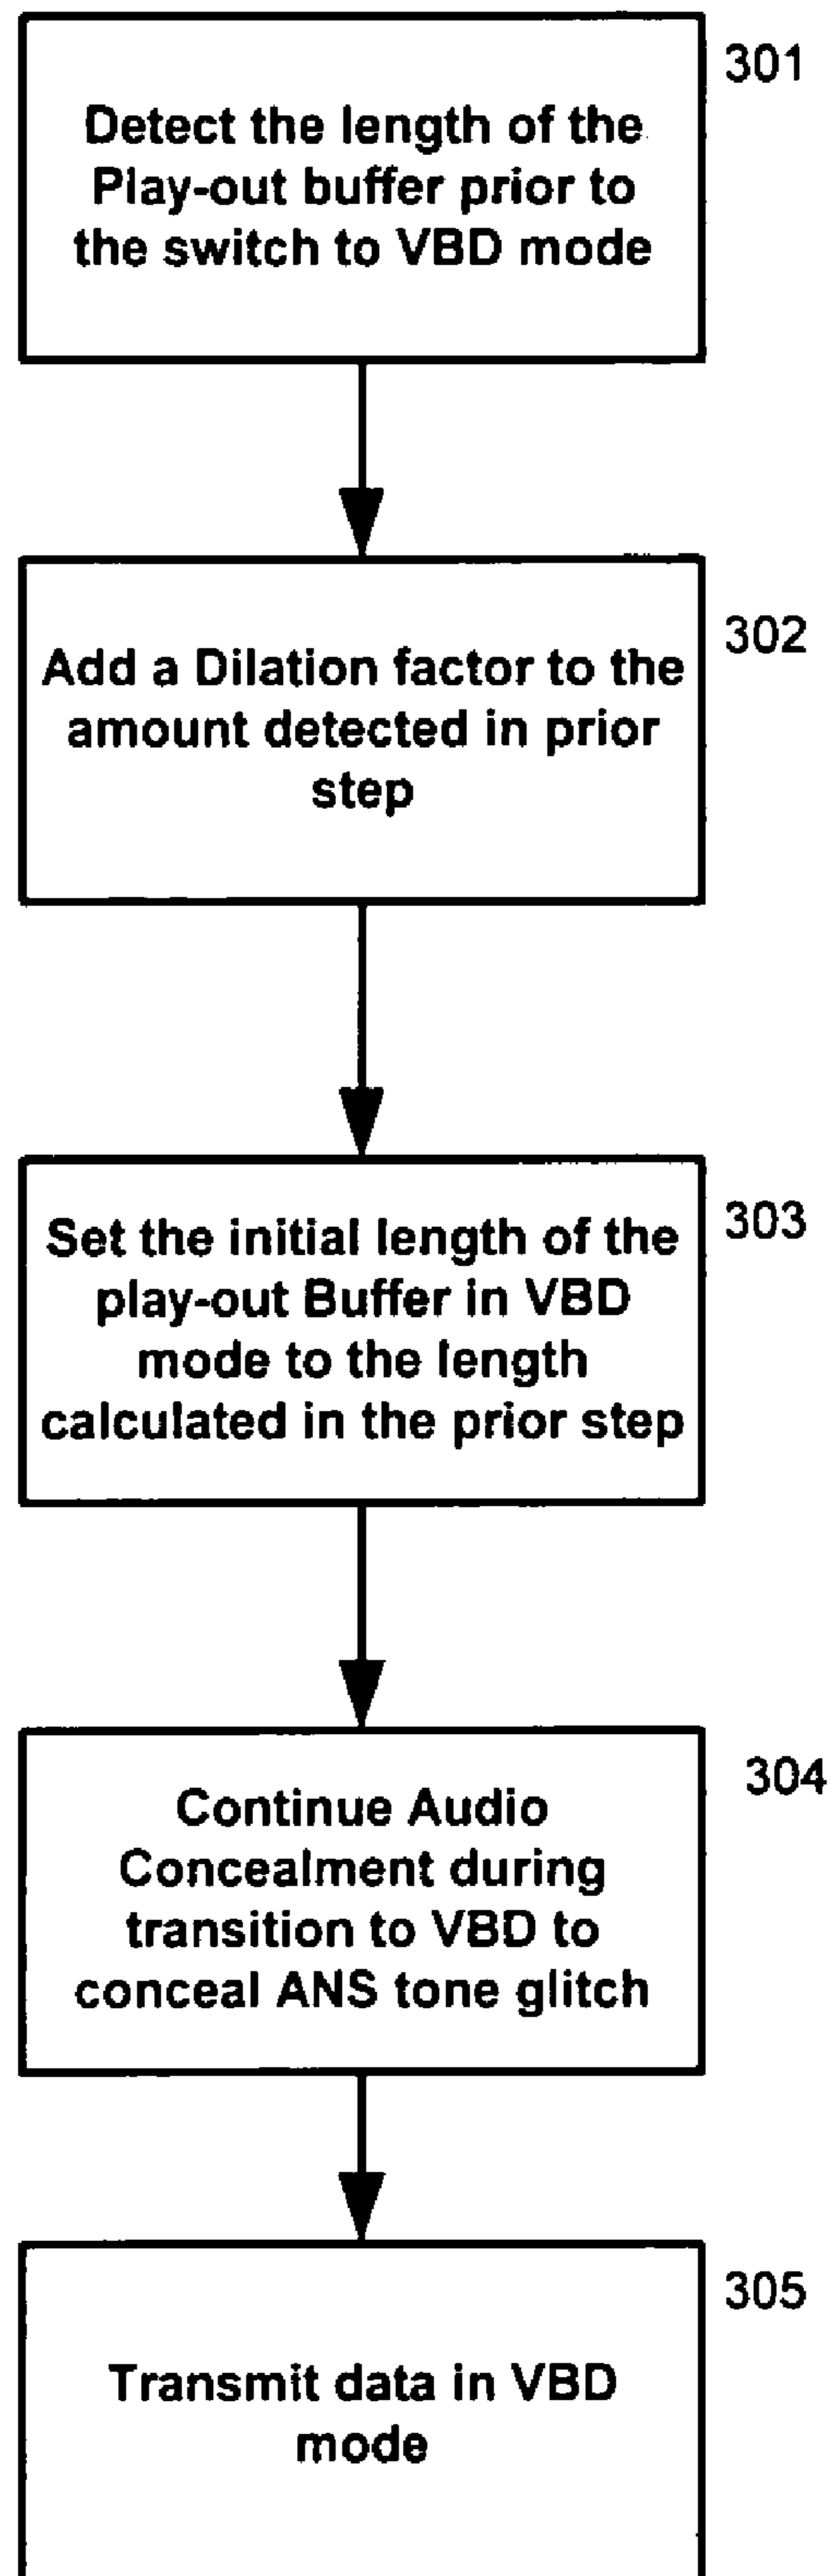 301
Detect the length of the
Play-out buffer prior to
the switch to VBD mode
302
Add a Dilation factor to the
amount detected in prior
step
303
Set the initial length of the
play-out Buffer in VBD
mode to the length
calculated in the prior step
304
Continue Audio
Concealment during
transition to VBD to
conceal ANS tone glitch
305
Transmit data in VBD
mode